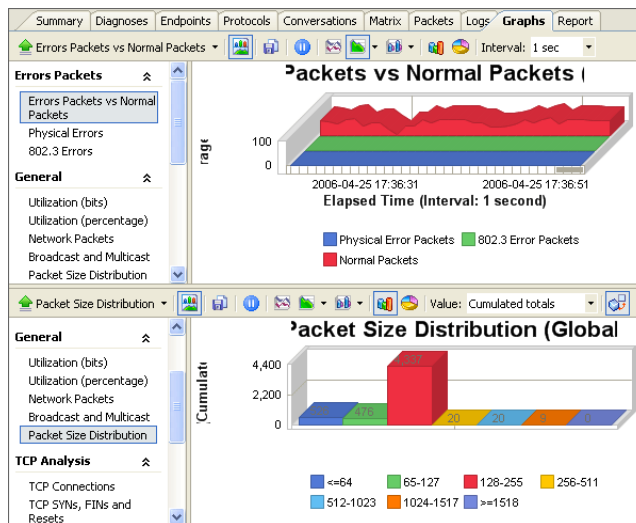 Summary Diagnoses Endpoints Protocols Conversations Matrix Packets Logs Graphs Report
Errors Packets vs Normal Packets Interval: 1 sec
Errors Packets
Errors Packets vs Normal
Packets
Physical Errors
802.3 Errors
General
Utilization (bits)
Utilization (percentage)
Network Packets
Broadcast and Multicast
Packet Size Distribution
Packets vs Normal Packets (
rage
100
0
2006-04-25 17:36:31 2006-04-25 17:36:51
Elapsed Time (Interval: 1 second)
Physical Error Packets 802.3 Error Packets
Normal Packets
Packet Size Distribution Value: Cumulated totals
General
Utilization (bits)
Utilization (percentage)
Network Packets
Broadcast and Multicast
Packet Size Distribution
TCP Analysis
TCP Connections
TCP SYNs, FINs and
Resets
Packet Size Distribution (Global
Cumulate
4,400
2,200
0
4,337
476 20 20 9 0
<=64 65-127 128-255 256-511
512-1023 1024-1517 >=1518